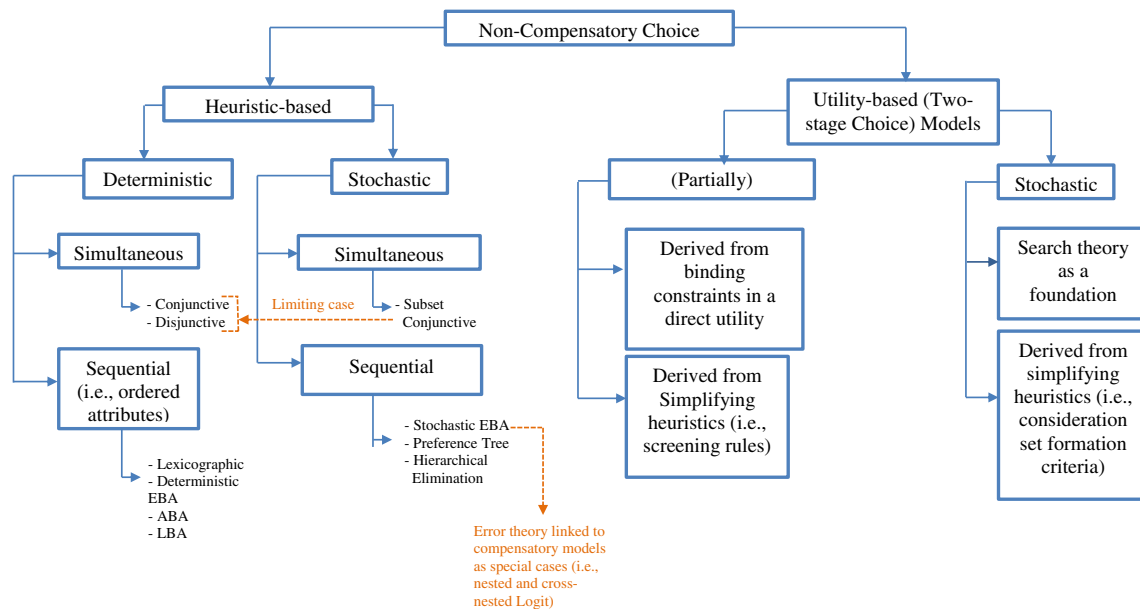 Non-Compensatory Choice
Heuristic-based
Utility-based (Two-
stage Choice) Models
Deterministic
Stochastic
(Partially)
Stochastic
Simultaneous
- Conjunctive
- Disjunctive
Limiting case
Simultaneous
- Subset
Conjunctive
Sequential
(i.e., ordered
attributes)
- Lexicographic
- Deterministic
EBA
- ABA
- LBA
Sequential
- Stochastic EBA
- Preference Tree
- Hierarchical
Elimination
Error theory linked to
compensatory models
as special cases (i.e.,
nested and cross-
nested Logit)
Derived from
binding
constraints in a
direct utility
Derived from
Simplifying
heuristics (i.e.,
screening rules)
Search theory
as a
foundation
Derived from
simplifying
heuristics (i.e.,
consideration
set formation
criteria)